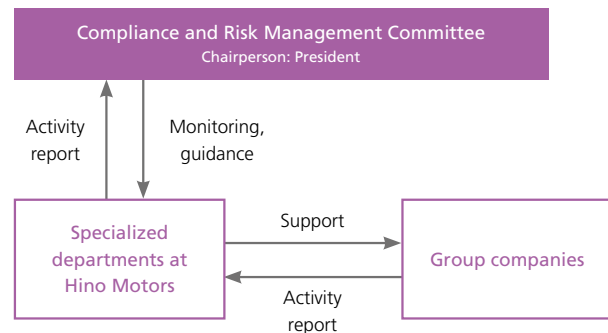 Compliance and Risk Management Committee
Chairperson: President
Activity
report
Monitoring,
guidance
Specialized
departments at
Hino Motors
Support
Group companies
Activity
report